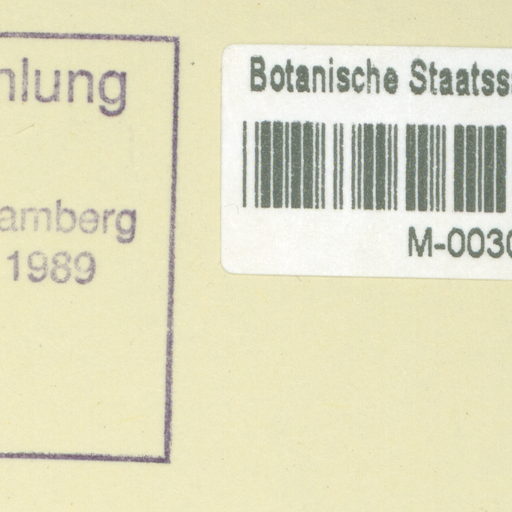 hlung
amberg
1989
Botanische Staatss
M-0030